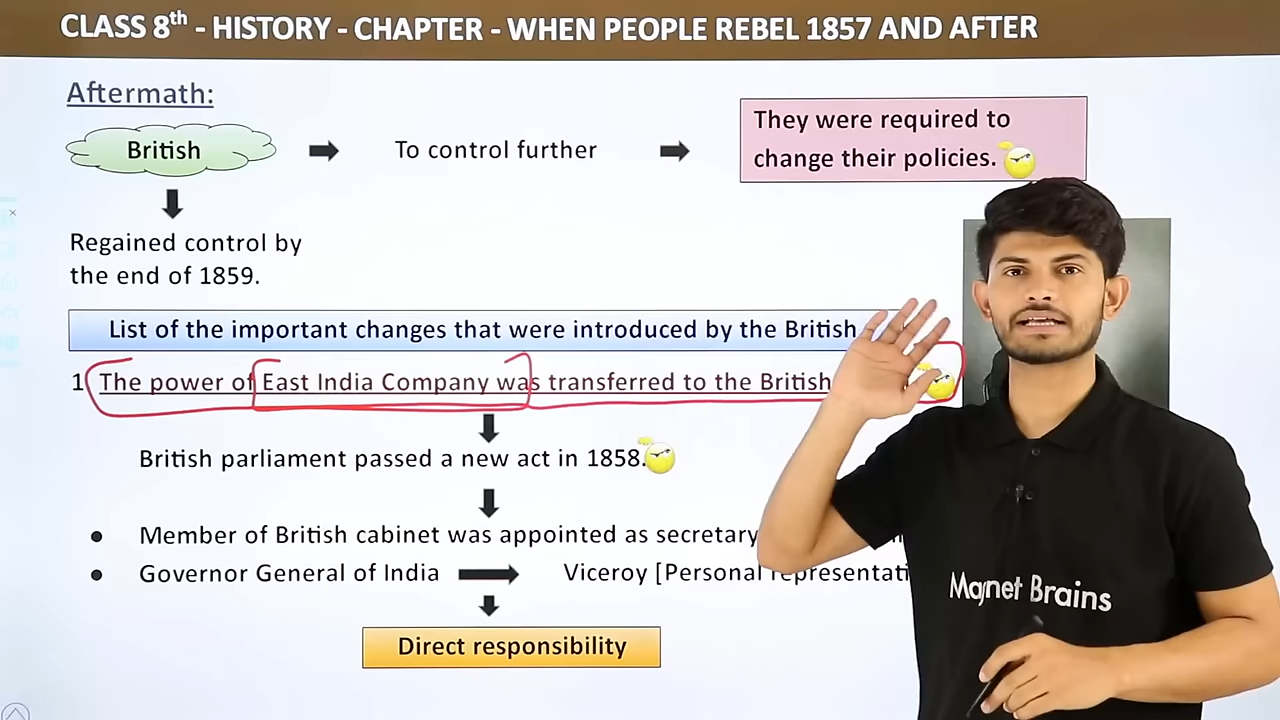 CLASS 8th - HISTORY - CHAPTER - WHEN PEOPLE REBEL 1857 AND AFTER
Aftermath:
British
To control further
They were required to
change their policies.
Regained control by
the end of 1859.
List of the important changes that were introduced by the British
1
The power of East India Company was transferred to the British
British parliament passed a new act in 1858.
Member of British cabinet was appointed as secretary
Governor General of India
Viceroy [Personal
Direct responsibility
Magnet Brains